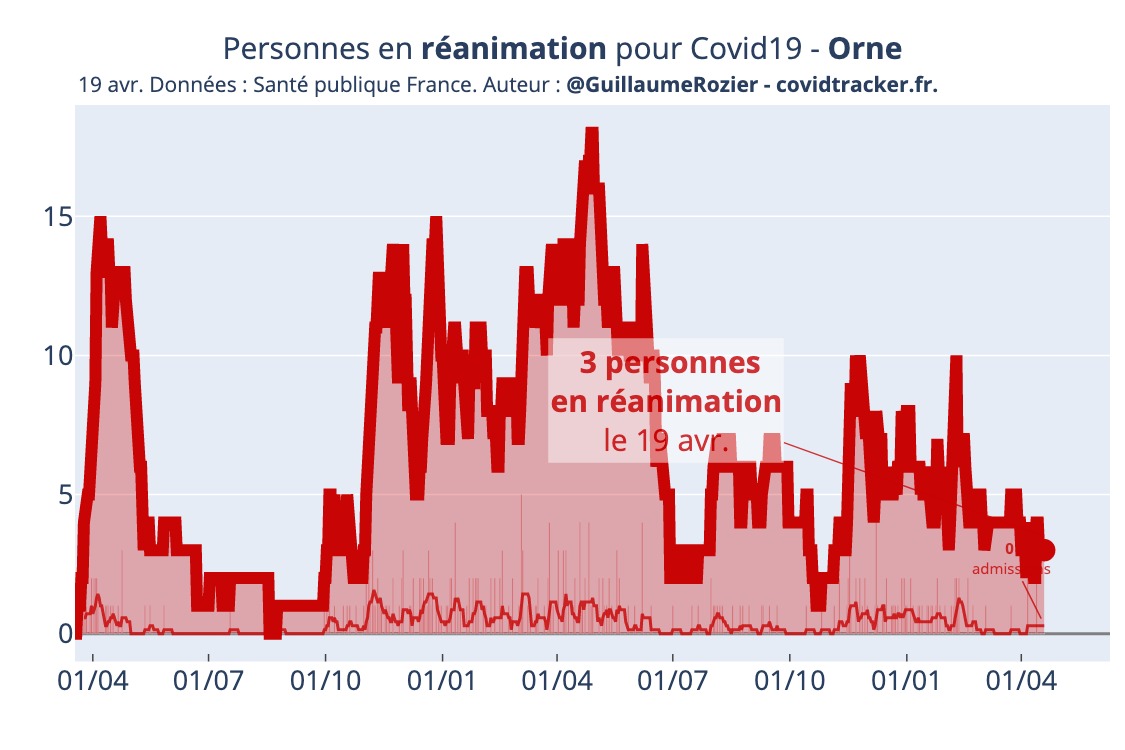 Personnes en réanimation pour Covid19 - Orne
19 avr. Données : Santé publique France. Auteur : @GuillaumeRozier - covidtracker.fr.
15
10
5
0
3 personnes
en réanimation
le 19 avr.
0
admissions
01/04 01/07 01/10 01/01 01/04 01/07 01/10 01/01 01/04